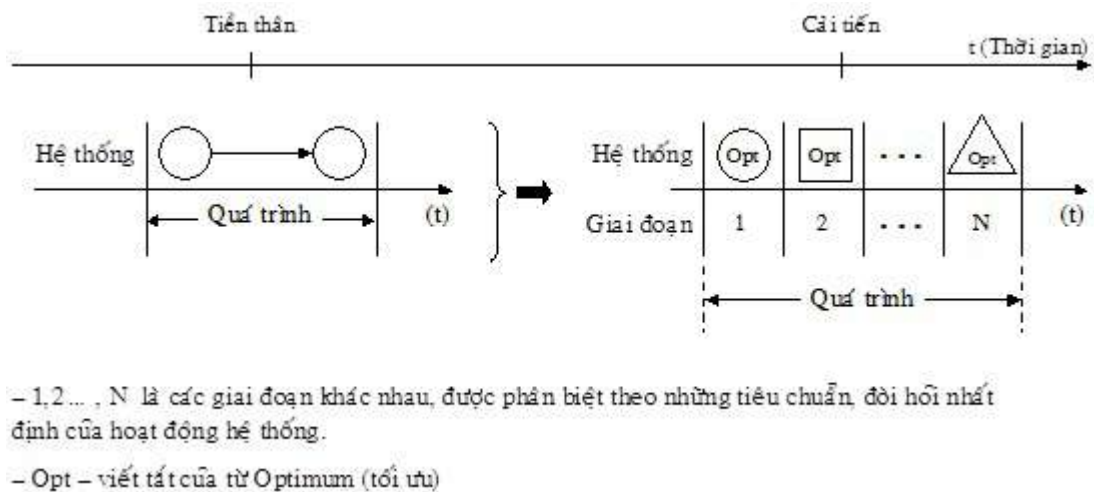 Tiền thân
Cải tiến
t (Thời gian)
Hệ thống
Quá trình
(t)
Hệ thống
Opt
Opt
. . .
Opt
Giai đoạn
1
2
. . .
N
(t)
Quá trình
– 1,2 ... , N là các giai đoạn khác nhau, được phân biệt theo những tiêu chuẩn, đòi hỏi nhất
định của hoạt động hệ thống.
– Opt – viết tắt của từ Optimum (tối ưu)